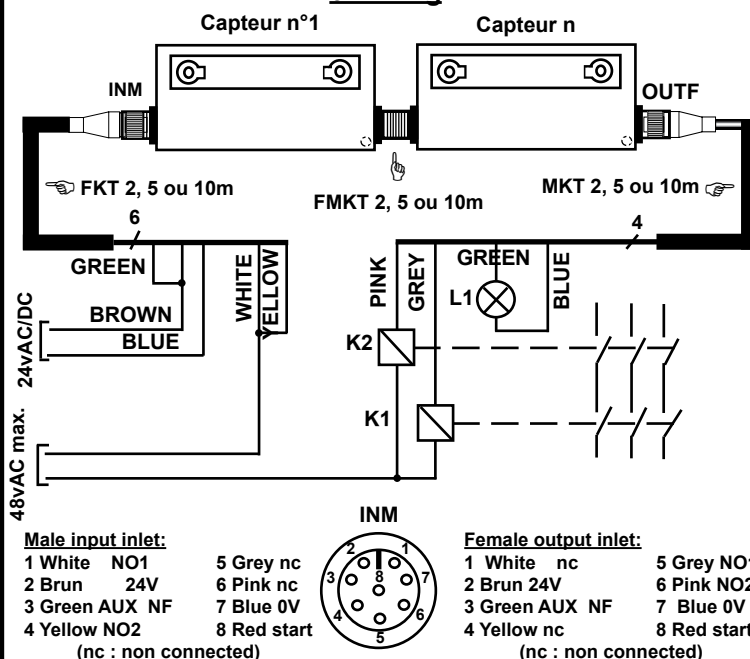 Capteur n°1
Capteur n
INM
OUTF
FKT 2, 5 ou 10m
FMKT 2, 5 ou 10m
MKT 2, 5 ou 10m
6
4
GREEN
WHITE
YELLOW
PINK
GREY
GREEN
BLUE
L1
BROWN
BLUE
24vAC/DC
K2
K1
48vAC max.
INM
2 1
3 8 7
4 6
5
Male input inlet:
1 White NO1
2 Brun 24V
3 Green AUX NF
4 Yellow NO2
5 Grey nc
6 Pink nc
7 Blue 0V
8 Red start
(nc : non connected)
Female output inlet:
1 White nc
2 Brun 24V
3 Green AUX NF
4 Yellow nc
5 Grey NO1
6 Pink NO2
7 Blue 0V
8 Red start
(nc : non connected)